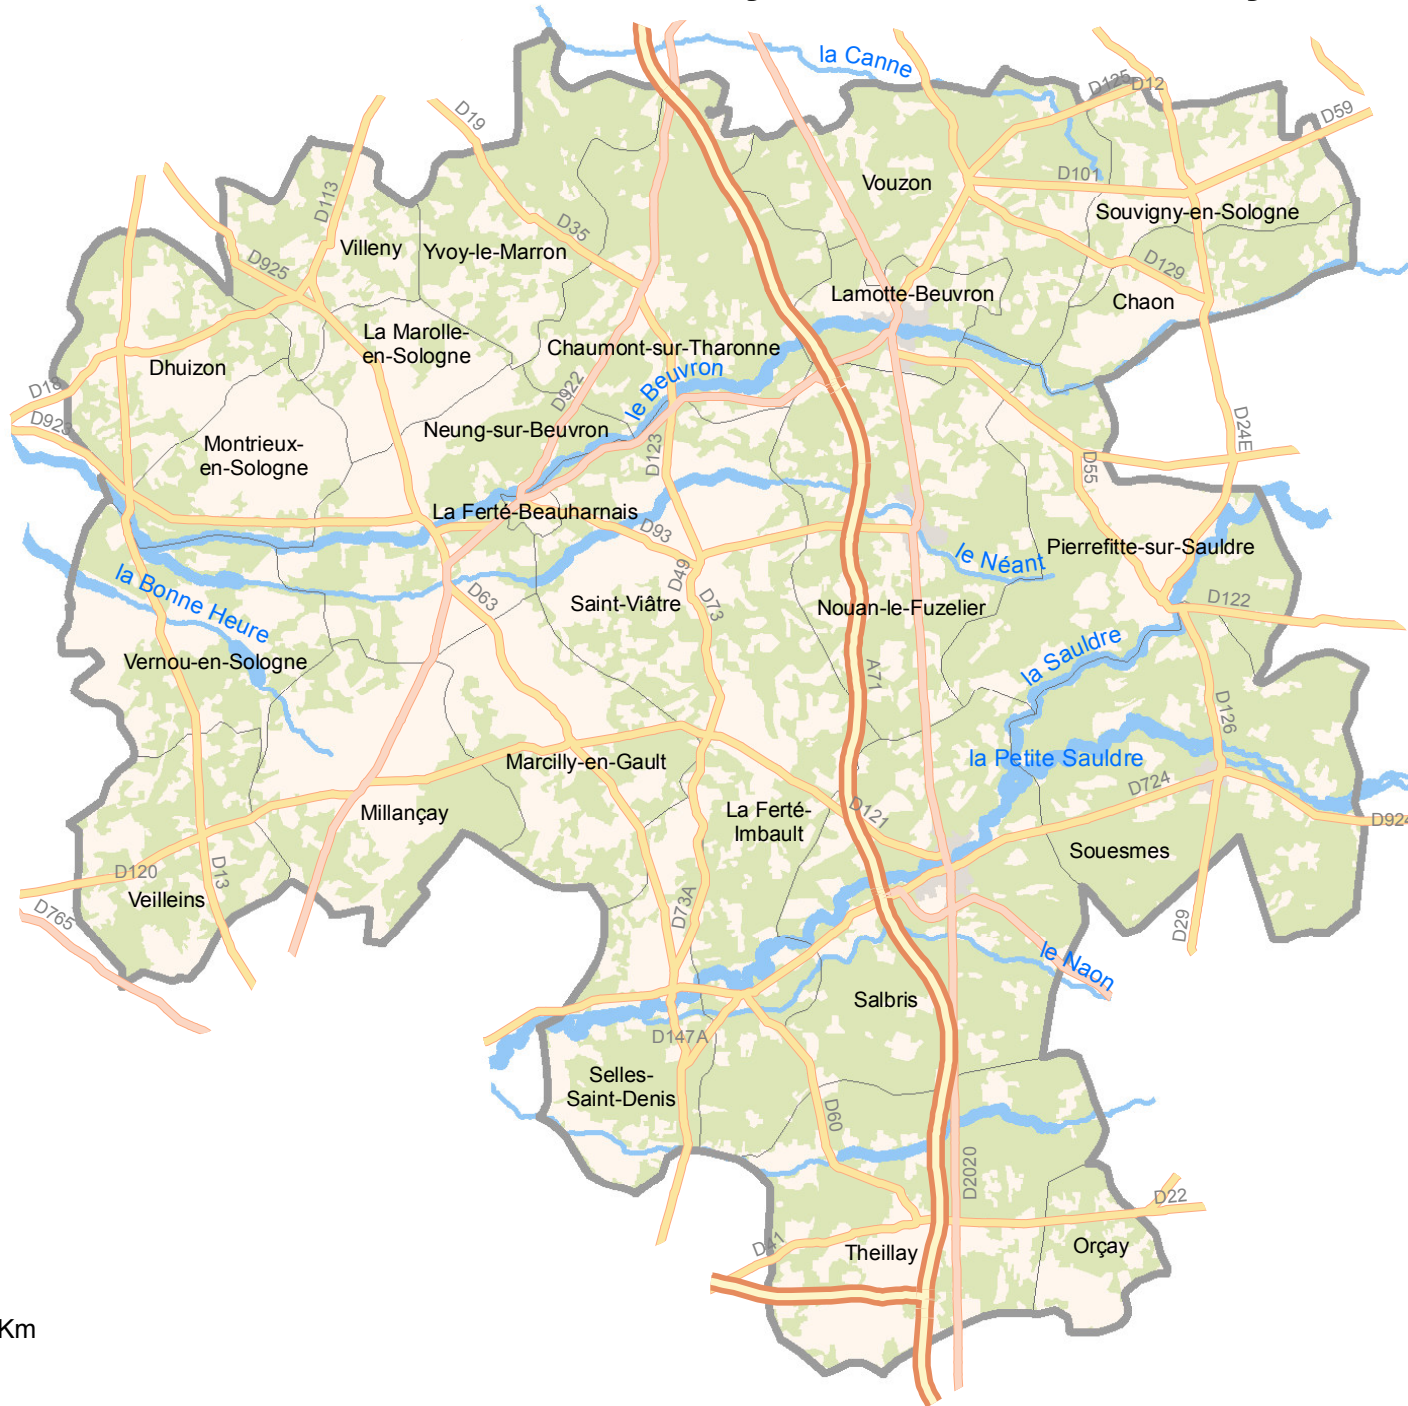 la Canne
D125
D12
D19
D59
D101
Vouzon
D113
Souvigny-en-Sologne
D35
Villeny
Yvoy-le-Marron
D925
D129
Lamotte-Beuvron
Chaon
La Marolle-
en-Sologne
Chaumont-sur-Tharonne
Dhuizon
le Beuvron
D18
D922
D923
Neung-sur-Beuvron
D24E
Montrieux-
en-Sologne
D123
D55
La Ferté-Beauharnais
D93
Pierrefitte-sur-Sauldre
le Néant
la Bonne Heure
D49
D63
D73
Saint-Viâtre
Nouan-le-Fuzelier
D122
la Sauldre
Vernou-en-Sologne
A71
D126
la Petite Sauldre
Marcilly-en-Gault
D724
Millançay
La Ferté-
Imbault
D121
D924
Souesmes
D120
D13
Veilleins
D73A
D765
D29
le Naon
Salbris
D147A
Selles-
Saint-Denis
D60
D2020
D22
D41
Theillay
Orçay
Km